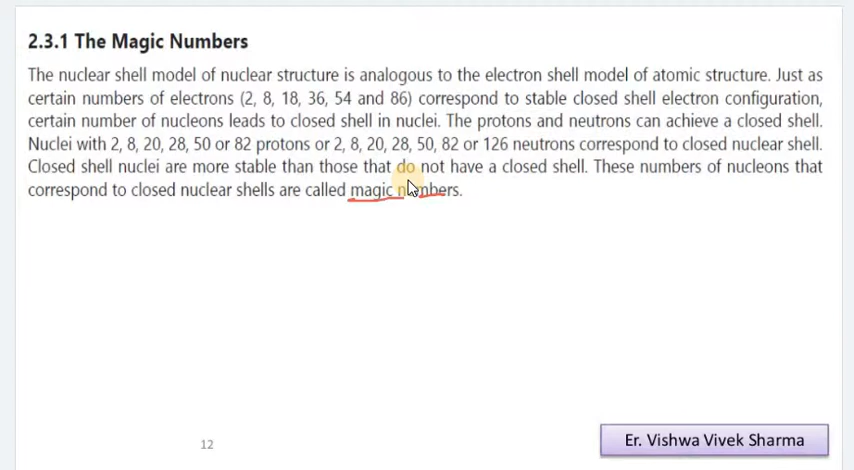 2.3.1 The Magic Numbers
The nuclear shell model of nuclear structure is analogous to the electron shell model of atomic structure. Just as
certain numbers of electrons (2, 8, 18, 36, 54 and 86) correspond to stable closed shell electron configuration,
certain number of nucleons leads to closed shell in nuclei. The protons and neutrons can achieve a closed shell.
Nuclei with 2, 8, 20, 28, 50 or 82 protons or 2, 8, 20, 28, 50, 82 or 126 neutrons correspond to closed nuclear shell.
Closed shell nuclei are more stable than those that do not have a closed shell. These numbers of nucleons that
correspond to closed nuclear shells are called magic numbers.
12
Er. Vishwa Vivek Sharma